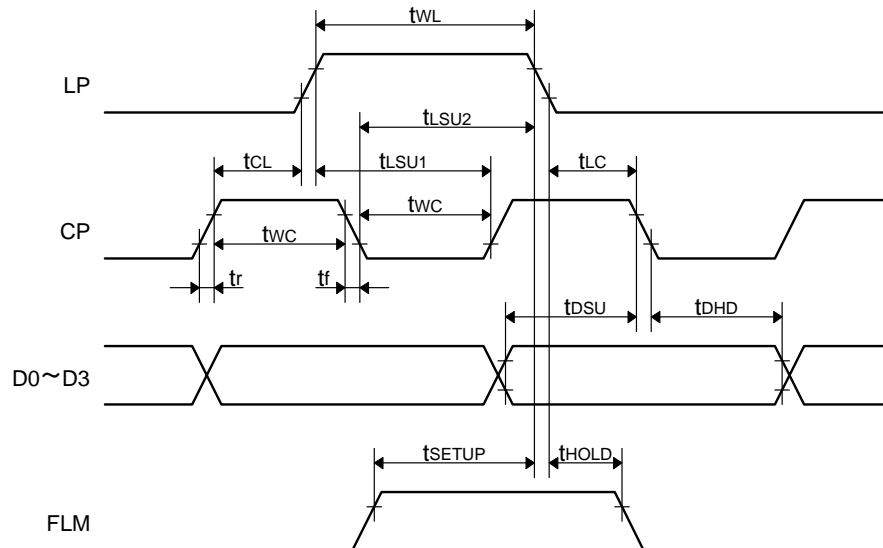 tWL
LP
tLSU2
tCL
tLSU1
tLC
tWC
CP
tWC
tr
tf
tDSU
tDHD
D0～D3
tSETUP
tHOLD
FLM